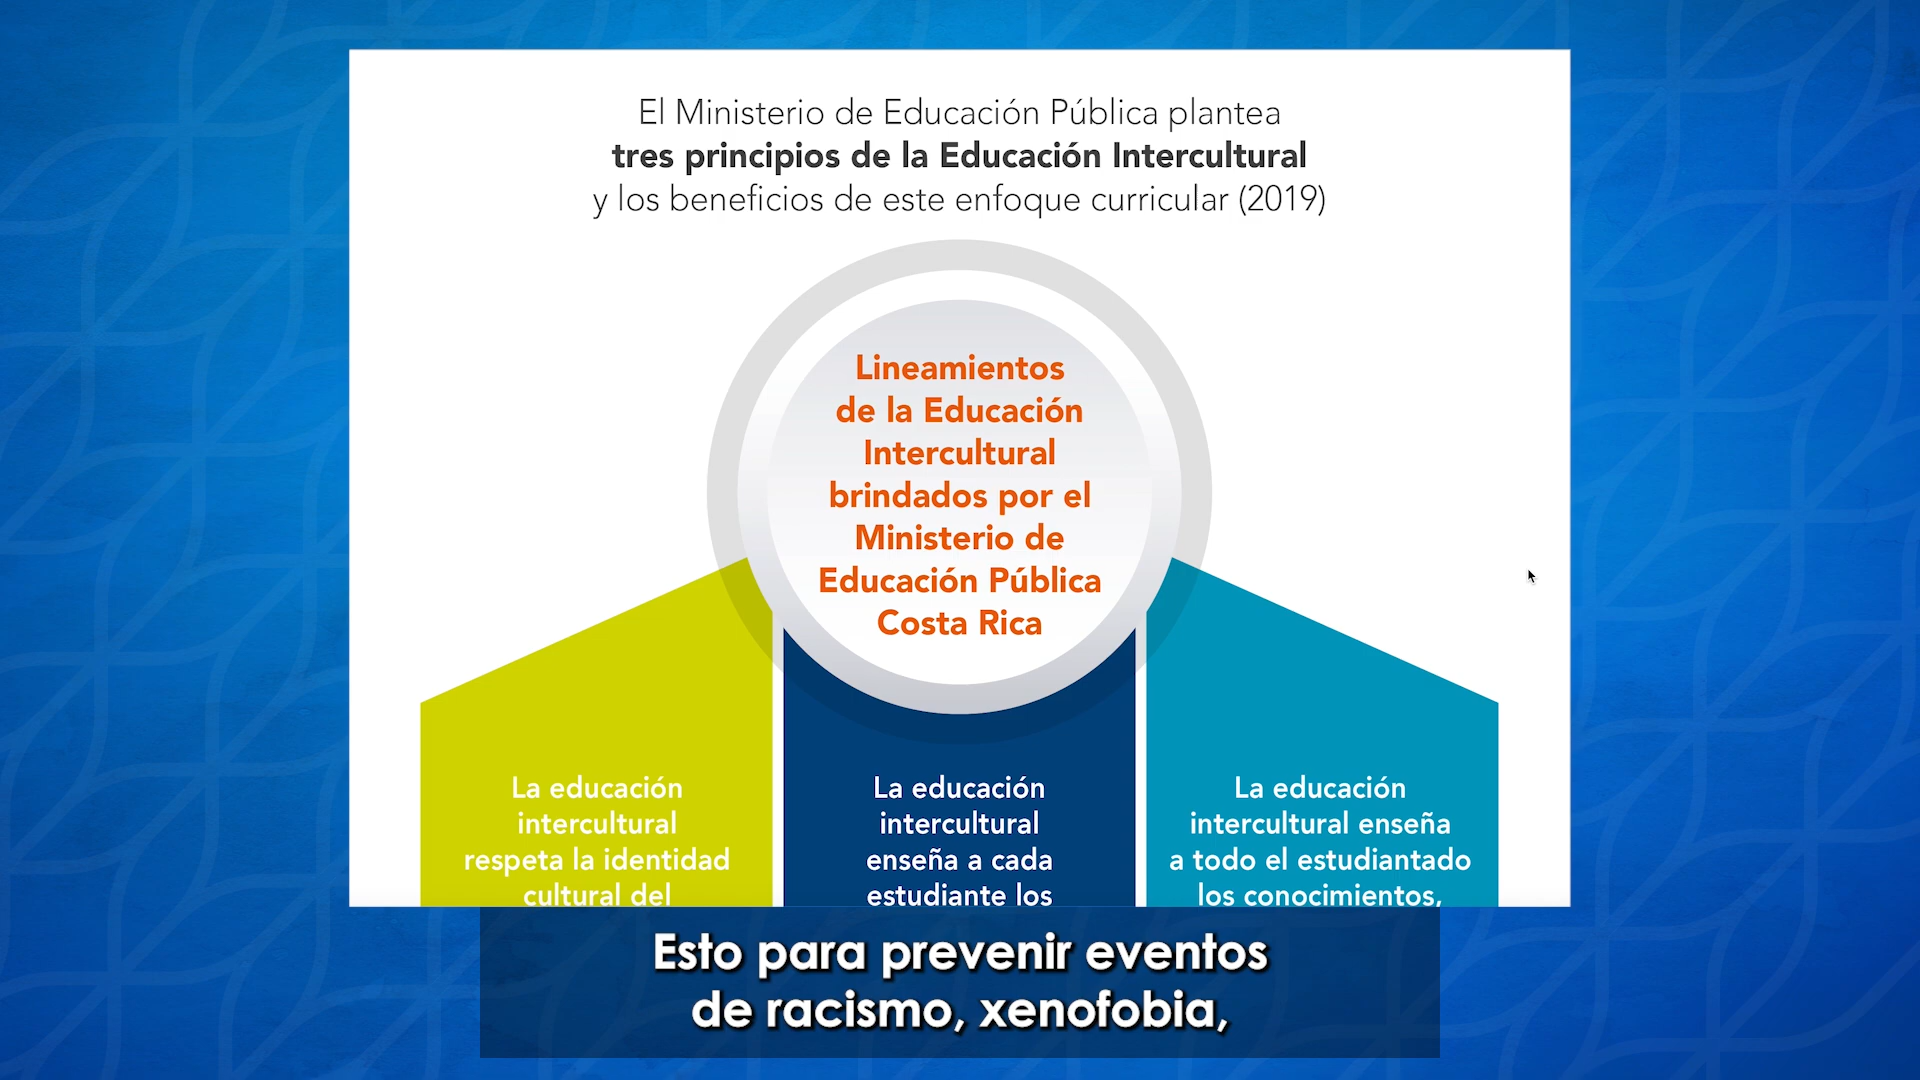 El Ministerio de Educación Pública plantea
tres principios de la Educación Intercultural
y los beneficios de este enfoque curricular (2019)
Lineamientos
de la Educación
Intercultural
brindados por el
Ministerio de
Educación Pública
Costa Rica
La educación
intercultural
respeta la identidad
cultural del
La educación
intercultural
enseña a cada
estudiante los
La educación
intercultural enseña
a todo el estudiantado
los conocimientos,
Esto para prevenir eventos
de racismo, xenofobia,